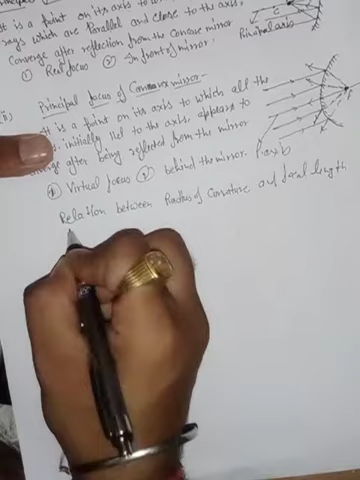 It is a point on its axis to
rays which are Parallel and close to the axis,
Converge after reflection from the Concave mirror
① Real focus ② In front of mirror.
Principal axis
(ii) Principal focus of Convex mirror -
It is a point on its axis to which all the
initially lel to the axis, appears to
after being reflected from the mirror
① Virtual focus ② behind the mirror.
P. axis
Relation between Radius of Curvature and focal length